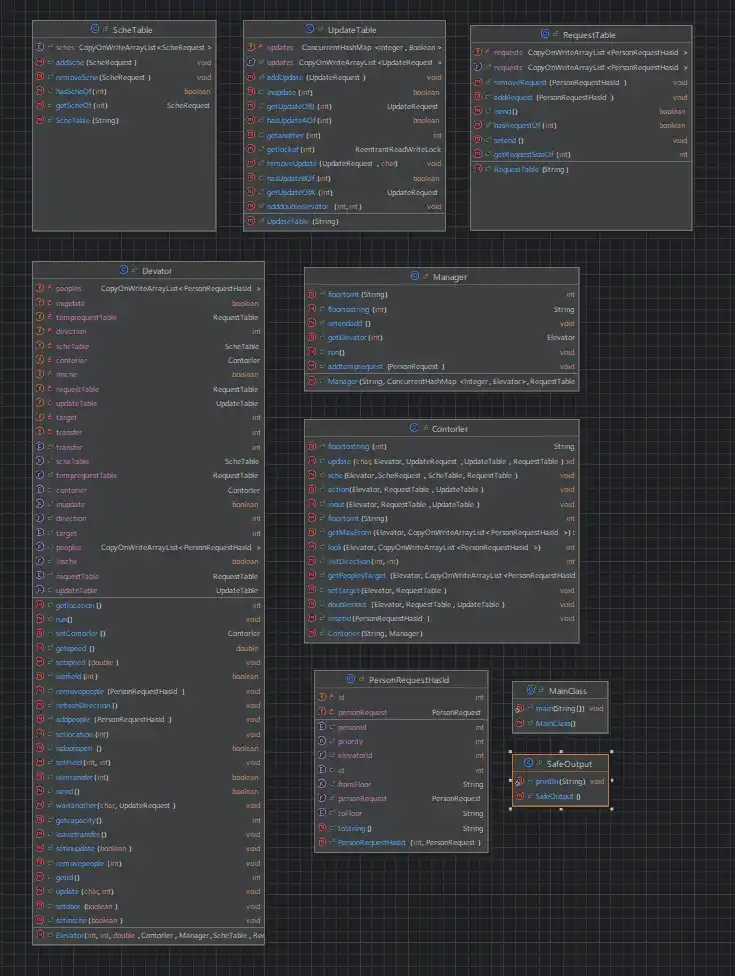 ScheTable
sches CopyOnWriteArrayList<ScheRequest>
addSche(ScheRequest) void
removeSche(ScheRequest) void
hasScheOf(int) boolean
getScheOf(int) ScheRequest
ScheTable(String)
UpdateTable
updates ConcurrentHashMap<Integer, Boolean>
updates CopyOnWriteArrayList<UpdateRequest>
addUpdate(UpdateRequest) void
inupdate(int) boolean
getUpdateOfB(int) UpdateRequest
hasUpdateAOf(int) boolean
getanother(int) int
getlockof(int) ReentrantReadWriteLock
removeUpdate(UpdateRequest, char) void
hasUpdateBOf(int) boolean
getUpdateOfA(int) UpdateRequest
adddoubleelevator(int, int) void
UpdateTable(String)
RequestTable
requests CopyOnWriteArrayList<PersonRequestHasId>
requests CopyOnWriteArrayList<PersonRequestHasId>
removeRequest(PersonRequestHasId) void
addRequest(PersonRequestHasId) void
isend() boolean
hasRequestOf(int) boolean
setend() void
getRequestSizeOf(int) int
RequestTable(String)
Elevator
peoples CopyOnWriteArrayList<PersonRequestHasId>
inupdate boolean
temprequestTable RequestTable
direction int
scheTable ScheTable
contorler Contorler
insche boolean
requestTable RequestTable
updateTable UpdateTable
target int
transfer int
transfer int
scheTable ScheTable
temprequestTable RequestTable
contorler Contorler
inupdate boolean
direction int
target int
peoples CopyOnWriteArrayList<PersonRequestHasId>
insche boolean
requestTable RequestTable
updateTable UpdateTable
getlocation() int
run() void
setContorler() Contorler
getspeed() double
setspeed(double) void
isinfield(int) boolean
removepeople(PersonRequestHasId) void
refreshDirection() void
addpeople(PersonRequestHasId) void
setlocation(int) void
isdooropen() boolean
setField(int, int) void
isintransfer(int) boolean
isend() boolean
waitanother(char, UpdateRequest) void
getcapacity() int
leavetransfer() void
setinupdate(boolean) void
removepeople(int) void
getid() int
update(char, int) void
setdoor(boolean) void
setinsche(boolean) void
Elevator(int, int, double, Contorler, Manager, ScheTable, Rec
Manager
floortoint(String) int
floortostring(int) String
setendadd() void
getElevator(int) Elevator
run() void
addtemprequest(PersonRequest) void
Manager(String, ConcurrentHashMap<Integer, Elevator>, RequestTable
Contorler
floortostring(int) String
update(char, Elevator, UpdateRequest, UpdateTable, RequestTable)
sche(Elevator, ScheRequest, ScheTable, RequestTable) void
action(Elevator, RequestTable, UpdateTable) void
inout(Elevator, RequestTable, UpdateTable) void
floortoint(String) int
getMaxFrom(Elevator, CopyOnWriteArrayList<PersonRequestHasId>)
look(Elevator, CopyOnWriteArrayList<PersonRequestHasId>) int
initDirection(int, int) int
getPeoplesTarget(Elevator, CopyOnWriteArrayList<PersonRequestHasId
setTarget(Elevator, RequestTable) void
doubleinout(Elevator, RequestTable, UpdateTable) void
resend(PersonRequestHasId) void
Contorler(String, Manager)
PersonRequestHasId
id int
personRequest PersonRequest
personId int
priority int
elevatorId int
id int
fromFloor String
personRequest PersonRequest
toFloor String
toString() String
PersonRequestHasId(int, PersonRequest)
MainClass
main(String[]) void
MainClass()
SafeOutput
println(String) void
SafeOutput()